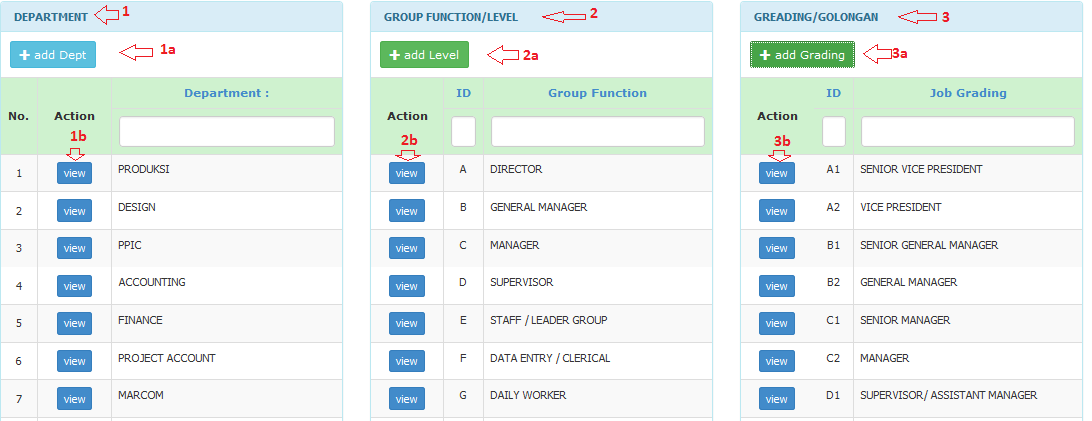 DEPARTMENT 1
1a
+ add Dept
No. Action Department :
1b
1 view PRODUKSI
2 view DESIGN
3 view PPIC
4 view ACCOUNTING
5 view FINANCE
6 view PROJECT ACCOUNT
7 view MARCOM
GROUP FUNCTION/LEVEL 2
+ add Level 2a
Action ID Group Function
2b
view A DIRECTOR
view B GENERAL MANAGER
view C MANAGER
view D SUPERVISOR
view E STAFF / LEADER GROUP
view F DATA ENTRY / CLERICAL
view G DAILY WORKER
GREADING/GOLONGAN 3
+ add Grading 3a
Action ID Job Grading
3b
view A1 SENIOR VICE PRESIDENT
view A2 VICE PRESIDENT
view B1 SENIOR GENERAL MANAGER
view B2 GENERAL MANAGER
view C1 SENIOR MANAGER
view C2 MANAGER
view D1 SUPERVISOR/ ASSISTANT MANAGER